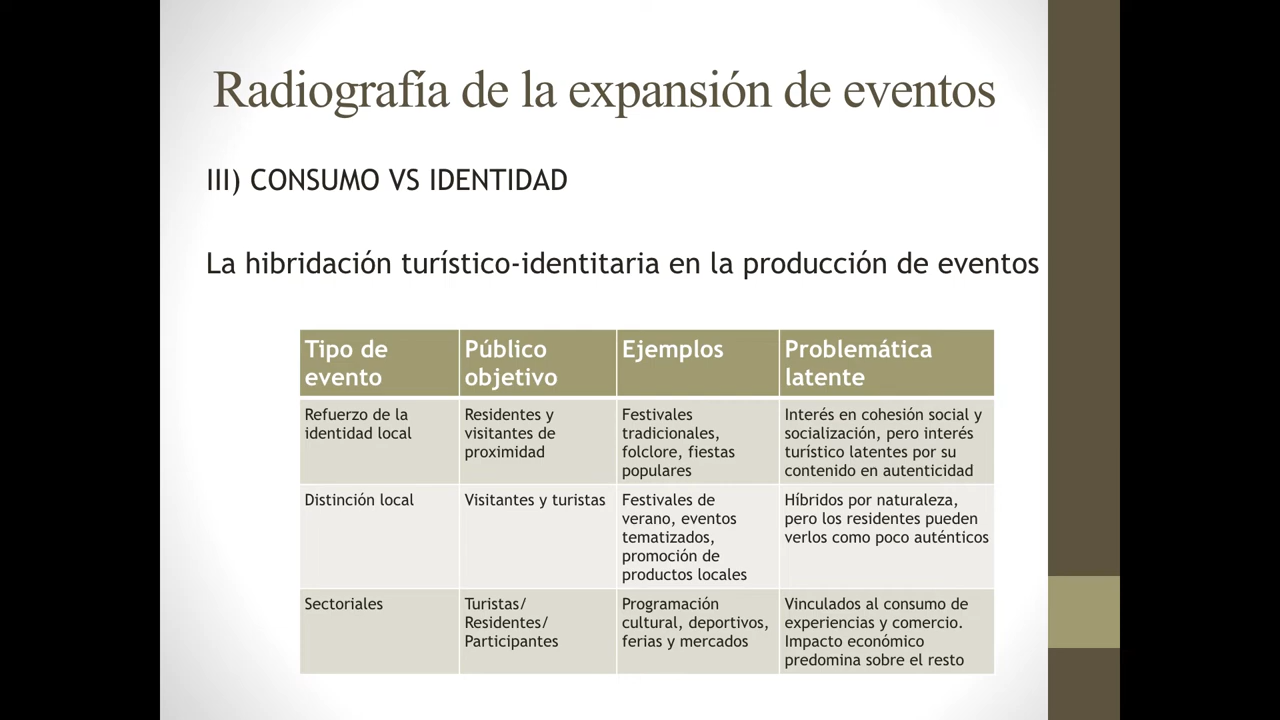 Radiografía de la expansión de eventos
III) CONSUMO VS IDENTIDAD
La hibridación turístico-identitaria en la producción de eventos
Tipo de
evento
Público
objetivo
Ejemplos
Problemática
latente
Refuerzo de la
identidad local
Residentes y
visitantes de
proximidad
Festivales
tradicionales,
folclore, fiestas
populares
Interés en cohesión social y
socialización, pero interés
turístico latentes por su
contenido en autenticidad
Distinción local
Visitantes y turistas
Festivales de
verano, eventos
tematizados,
promoción de
productos locales
Híbridos por naturaleza,
pero los residentes pueden
verlos como poco auténticos
Sectoriales
Turistas/
Residentes/
Participantes
Programación
cultural, deportivos,
ferias y mercados
Vinculados al consumo de
experiencias y comercio.
Impacto económico
predomina sobre el resto